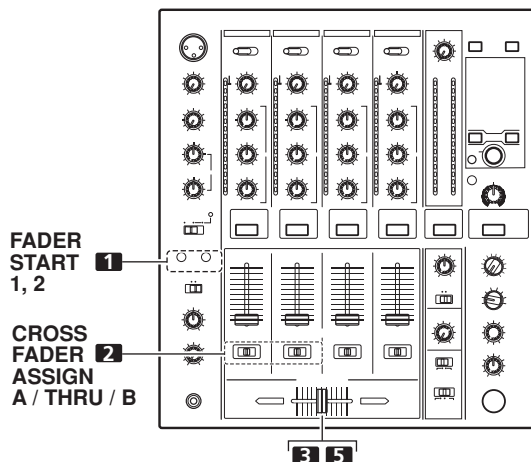 FADER
START 1
1, 2
CROSS
FADER 2
ASSIGN
A / THRU / B
3 5